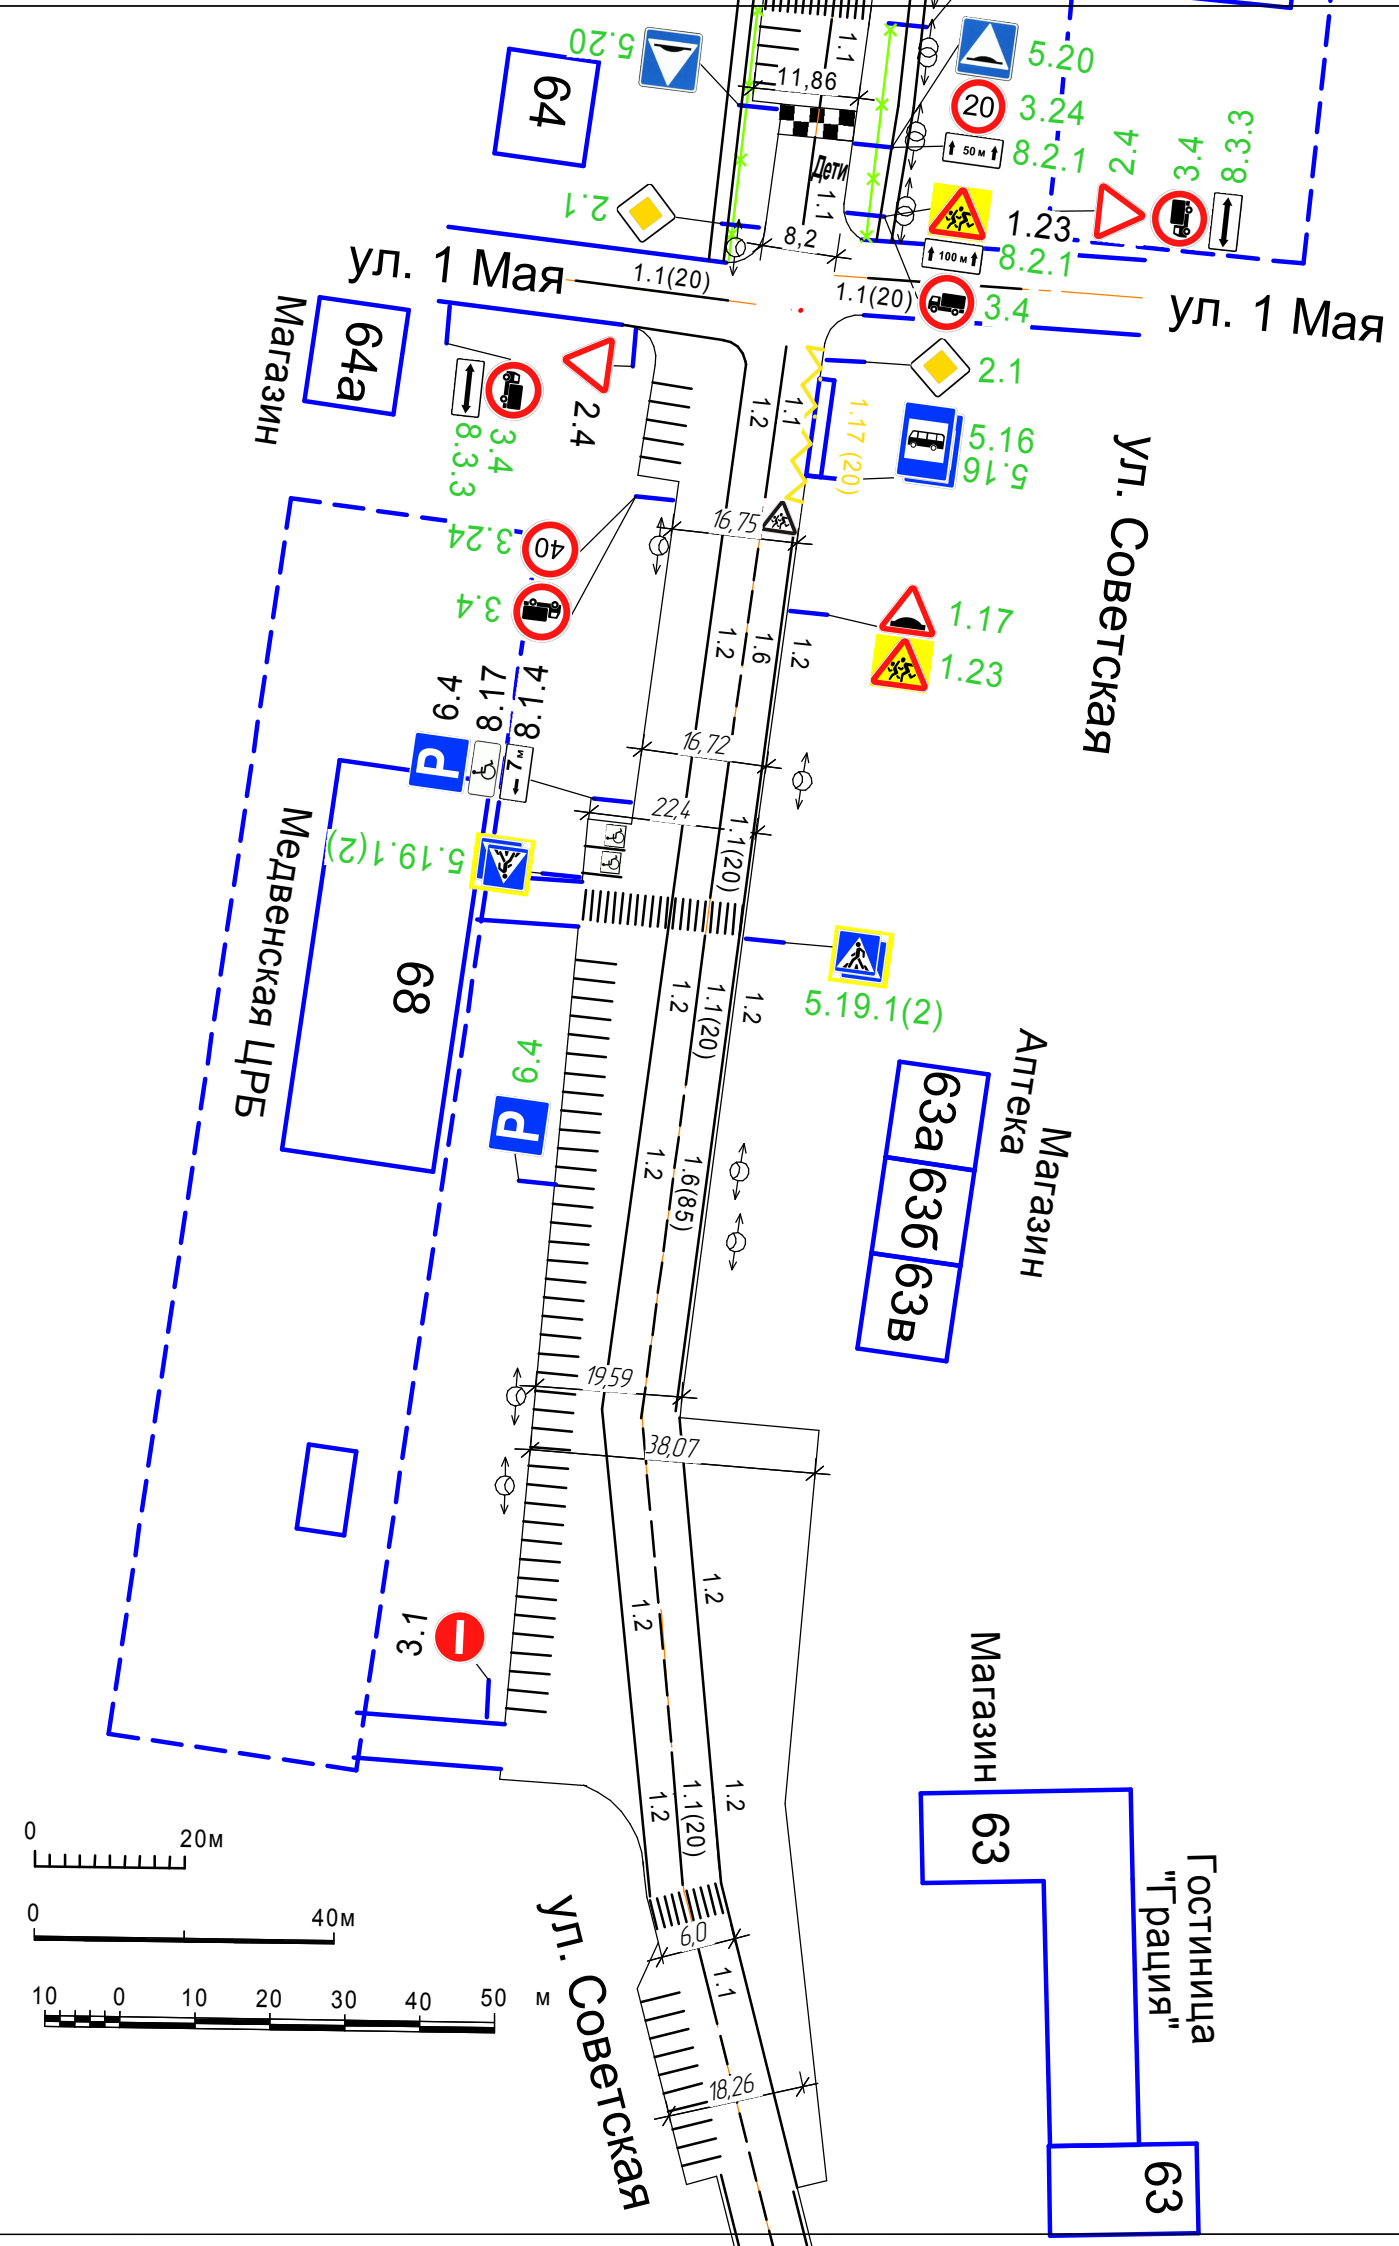 5.20
5.20
1.1
11,86
64
20
3.24
50 м
8.2.1
2.4
3.4
8.3.3
Дети
1.1
2.1
1.23
8,2
100 м
8.2.1
ул. 1 Мая
1.1(20)
1.1(20)
3.4
ул. 1 Мая
Магазин
64а
2.1
2.4
3.4
8.3.3
1.2
1.1
1.17 (20)
5.16
5.16
ул. Советская
3.24
40
16,75
3.4
1.17
1.2
1.6
1.2
1.23
6.4
8.17
8.1.4
P
7 м
16,72
22,4
1.1(20)
Медвенская ЦРБ
5.19.1(2)
68
5.19.1(2)
1.2
1.1(20)
1.2
6.4
P
Аптека
Магазин
63а
63б
63в
1.2
1.6(85)
19,59
38,07
3.1
1.2
1.2
Магазин
63
1.2
1.1(20)
1.2
Гостиница
"Грация"
0 20м
0 40м
10 0 10 20 30 40 50 м
6,0
1.1
ул. Советская
18,26
63